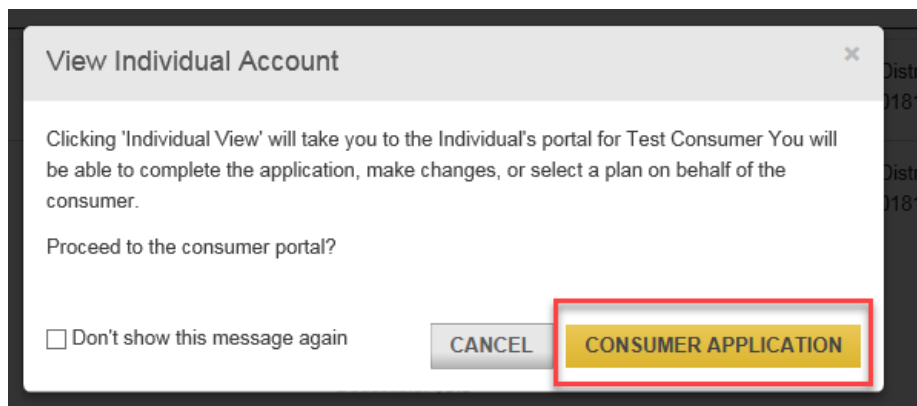 View Individual Account
×
Clicking 'Individual View' will take you to the Individual's portal for Test Consumer You will
be able to complete the application, make changes, or select a plan on behalf of the
consumer.
Proceed to the consumer portal?
Don't show this message again
CANCEL
CONSUMER APPLICATION